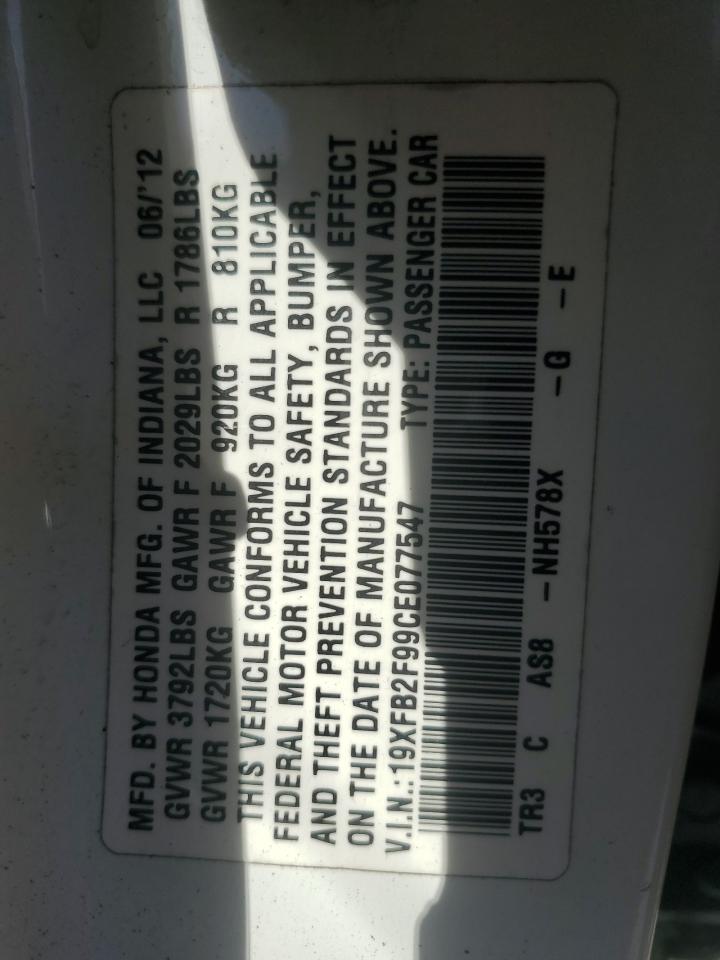 MFD. BY HONDA MFG. OF INDIANA, LLC 06/'12
GVWR 3792LBS GAWR F 2029LBS R 1786LBS
GVWR 1720KG GAWR F 920KG R 810KG
THIS VEHICLE CONFORMS TO ALL APPLICABLE
FEDERAL MOTOR VEHICLE SAFETY, BUMPER,
AND THEFT PREVENTION STANDARDS IN EFFECT
ON THE DATE OF MANUFACTURE SHOWN ABOVE.
V.I.N.:19XFB2F99CE077547 TYPE: PASSENGER CAR
TR3 C AS8 -NH578X -G -E